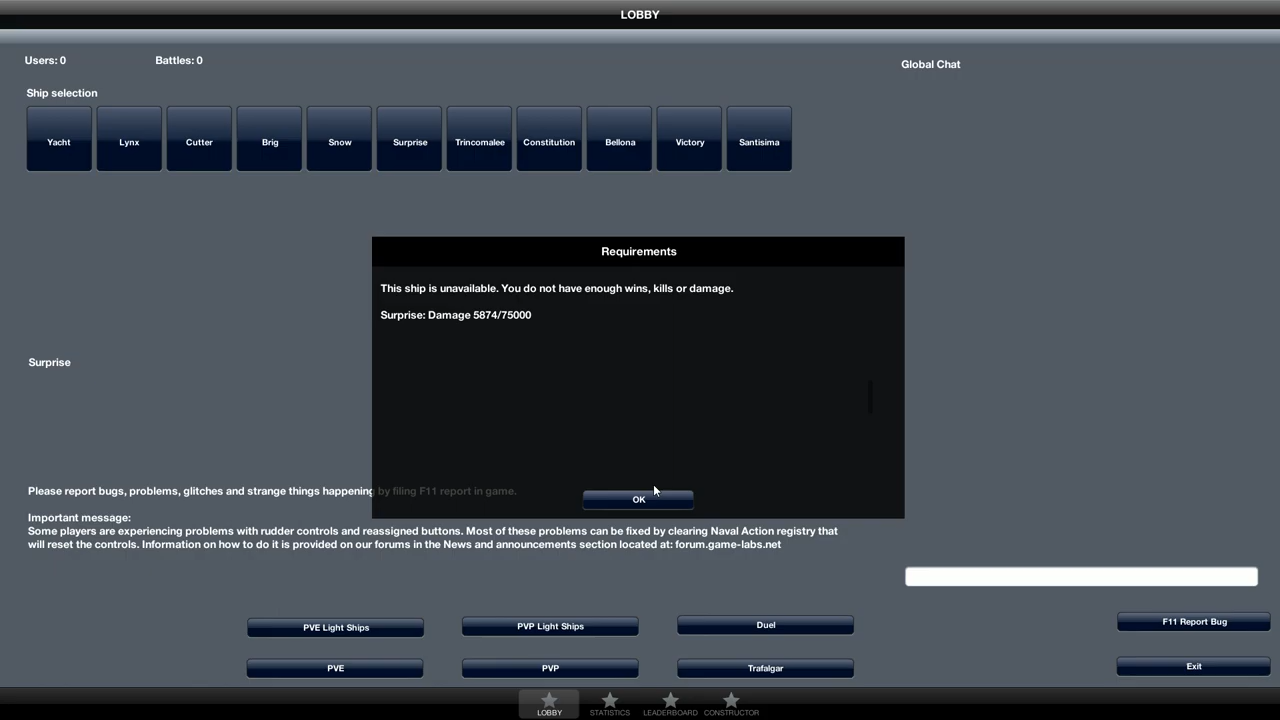 LOBBY
Users: 0
Battles: 0
Global Chat
Ship selection
Yacht
Lynx
Cutter
Brig
Snow
Surprise
Trincomalee
Constitution
Bellona
Victory
Santisima
Requirements
This ship is unavailable. You do not have enough wins, kills or damage.
Surprise: Damage 5874/75000
Surprise
OK
Please report bugs, problems, glitches and strange things happening by filing F11 report in game.
Important message:
Some players are experiencing problems with rudder controls and reassigned buttons. Most of these problems can be fixed by clearing Naval Action registry that
will reset the controls. Information on how to do it is provided on our forums in the News and announcements section located at: forum.game-labs.net
PVE Light Ships
PVP Light Ships
Duel
F11 Report Bug
PVE
PVP
Trafalgar
Exit
LOBBY
STATISTICS
LEADERBOARD
CONSTRUCTOR